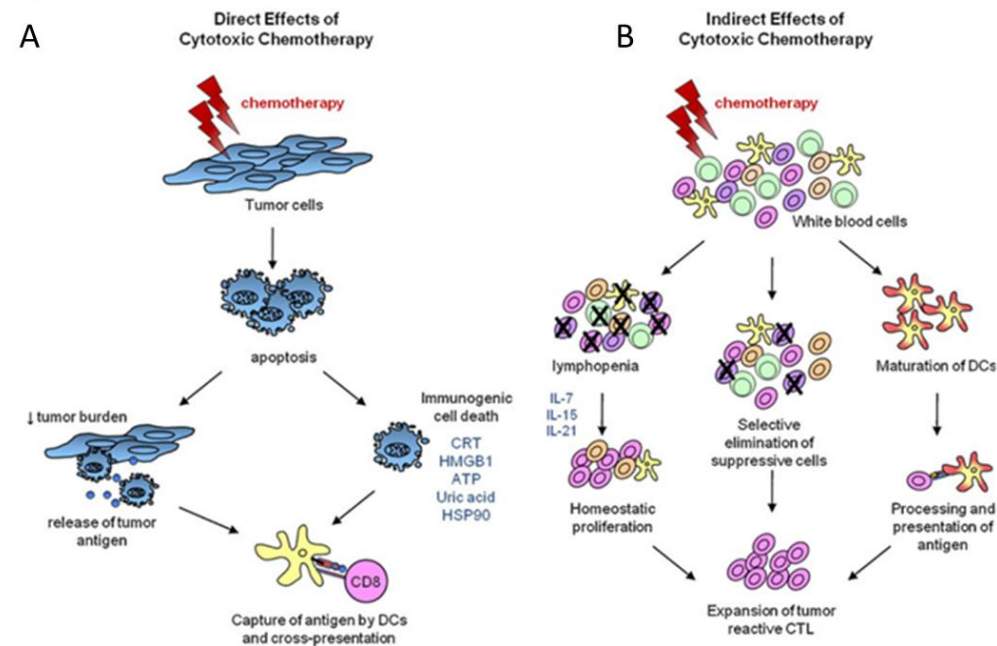 A
Direct Effects of
Cytotoxic Chemotherapy
chemotherapy
Tumor cells
apoptosis
↓ tumor burden
release of tumor
antigen
Immunogenic
cell death
CRT
HMGB1
ATP
Uric acid
HSP90
CD8
Capture of antigen by DCs
and cross-presentation
B
Indirect Effects of
Cytotoxic Chemotherapy
chemotherapy
White blood cells
lymphopenia
IL-7
IL-15
IL-21
Homeostatic
proliferation
Selective
elimination of
suppressive cells
Maturation of DCs
Processing and
presentation of
antigen
Expansion of tumor
reactive CTL